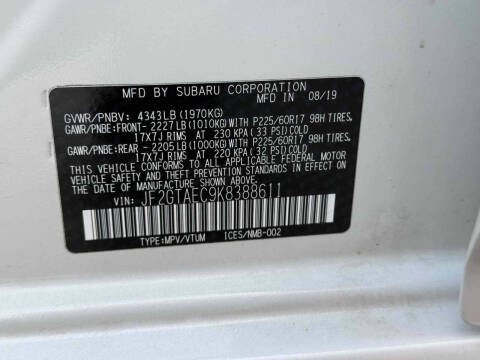 MFD BY SUBARU CORPORATION
MFD IN 08/19
GVWR/PNBV: 4343LB(1970KG)
GAWR/PNBE:FRONT- 2227LB(1010KG)WITH P225/60R17 98H TIRES,
17X7J RIMS AT 230 KPA(33 PSI)COLD
GAWR/PNBE:REAR - 2205LB(1000KG)WITH P225/60R17 98H TIRES,
17X7J RIMS AT 220 KPA(32 PSI)COLD
THIS VEHICLE CONFORMS TO ALL APPLICABLE FEDERAL MOTOR
VEHICLE SAFETY AND THEFT PREVENTION STANDARDS IN
EFFECT ON THE DATE OF MANUFACTURE SHOWN ABOVE.
VIN: JF2GTAEC9K8388611
TYPE:MPV/VTUM ICES/NMB-002